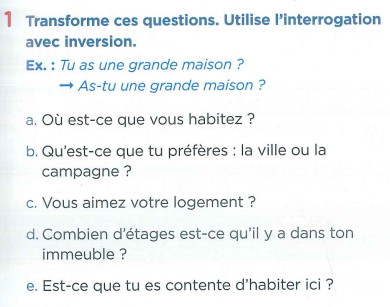 1 Transforme ces questions. Utilise l'interrogation
avec inversion.
Ex. : Tu as une grande maison ?
→ As-tu une grande maison ?
a. Où est-ce que vous habitez ?
b. Qu'est-ce que tu préfères : la ville ou la
campagne ?
c. Vous aimez votre logement ?
d. Combien d'étages est-ce qu'il y a dans ton
immeuble ?
e. Est-ce que tu es contente d'habiter ici ?